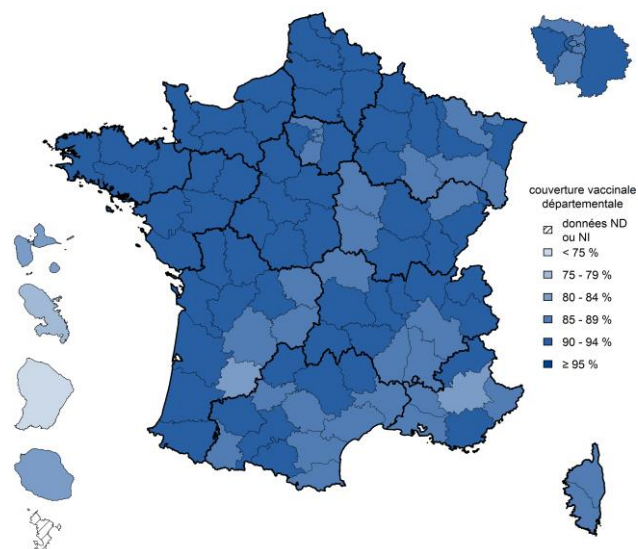 couverture vaccinale
départementale
données ND
ou NI
< 75 %
75 - 79 %
80 - 84 %
85 - 89 %
90 - 94 %
≥ 95 %